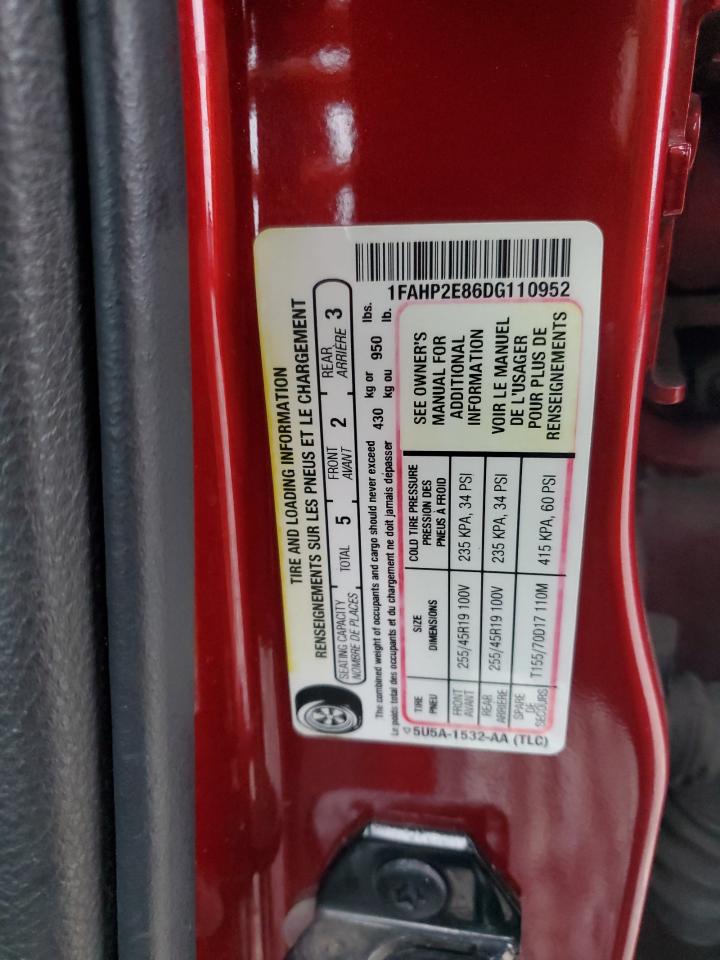 TIRE AND LOADING INFORMATION
RENSEIGNEMENTS SUR LES PNEUS ET LE CHARGEMENT
SEATING CAPACITY TOTAL 5 FRONT 2 REAR 3
NOMBRE DE PLACES AVANT ARRIÈRE
The combined weight of occupants and cargo should never exceed 430 kg or 950 lbs.
Le poids total des occupants et du chargement ne doit jamais dépasser kg ou lb.
TIRE SIZE COLD TIRE PRESSURE
PNEU DIMENSIONS PRESSION DES
PNEUS À FROID
FRONT 255/45R19 100V 235 KPA, 34 PSI
AVANT
REAR 255/45R19 100V 235 KPA, 34 PSI
ARRIÈRE
SPARE T155/70D17 110M 415 KPA, 60 PSI
DE
SECOURS
SEE OWNER'S
MANUAL FOR
ADDITIONAL
INFORMATION
VOIR LE MANUEL
DE L'USAGER
POUR PLUS DE
RENSEIGNEMENTS
5U5A-1532-AA (TLC)
1FAHP2E86DG110952